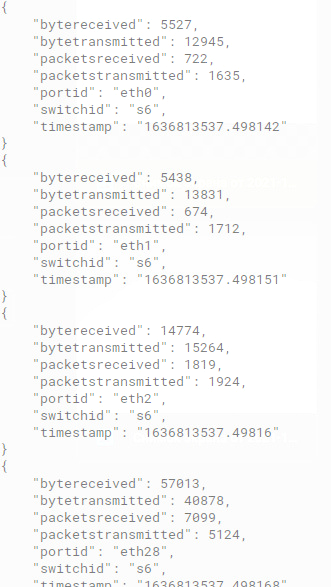 {
"bytereceived": 5527,
"bytetransmitted": 12945,
"packetsreceived": 722,
"packetstransmitted": 1635,
"portid": "eth0",
"switchid": "s6",
"timestamp": "1636813537.498142"
}
{
"bytereceived": 5438,
"bytetransmitted": 13831,
"packetsreceived": 674,
"packetstransmitted": 1712,
"portid": "eth1",
"switchid": "s6",
"timestamp": "1636813537.498151"
}
{
"bytereceived": 14774,
"bytetransmitted": 15264,
"packetsreceived": 1819,
"packetstransmitted": 1924,
"portid": "eth2",
"switchid": "s6",
"timestamp": "1636813537.49816"
}
{
"bytereceived": 57013,
"bytetransmitted": 40878,
"packetsreceived": 7099,
"packetstransmitted": 5124,
"portid": "eth28",
"switchid": "s6",
"timestamp": "1636813537.498168"